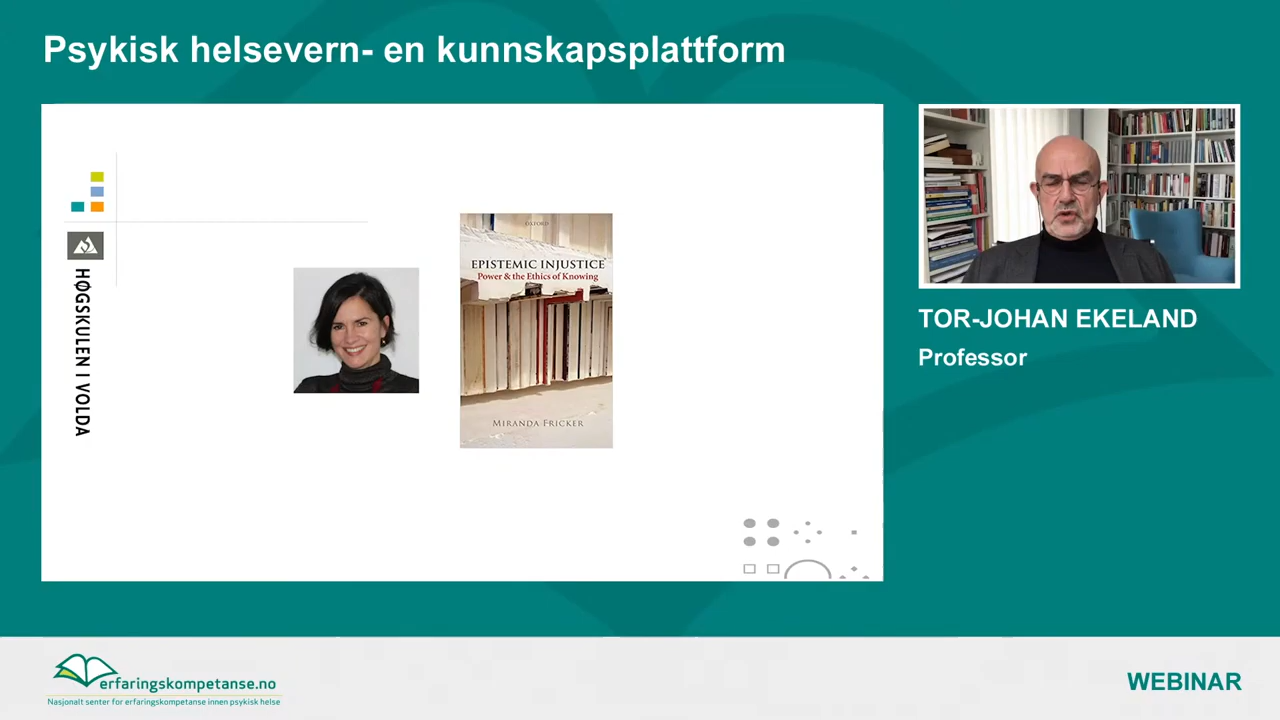 Psykisk helsevern- en kunnskapsplattform
HØGSKULEN I VOLDA
OXFORD
EPISTEMIC INJUSTICE
Power & the Ethics of Knowing
MIRANDA FRICKER
TOR-JOHAN EKELAND
Professor
erfaringskompetanse.no
Nasjonalt senter for erfaringskompetanse innen psykisk helse
WEBINAR